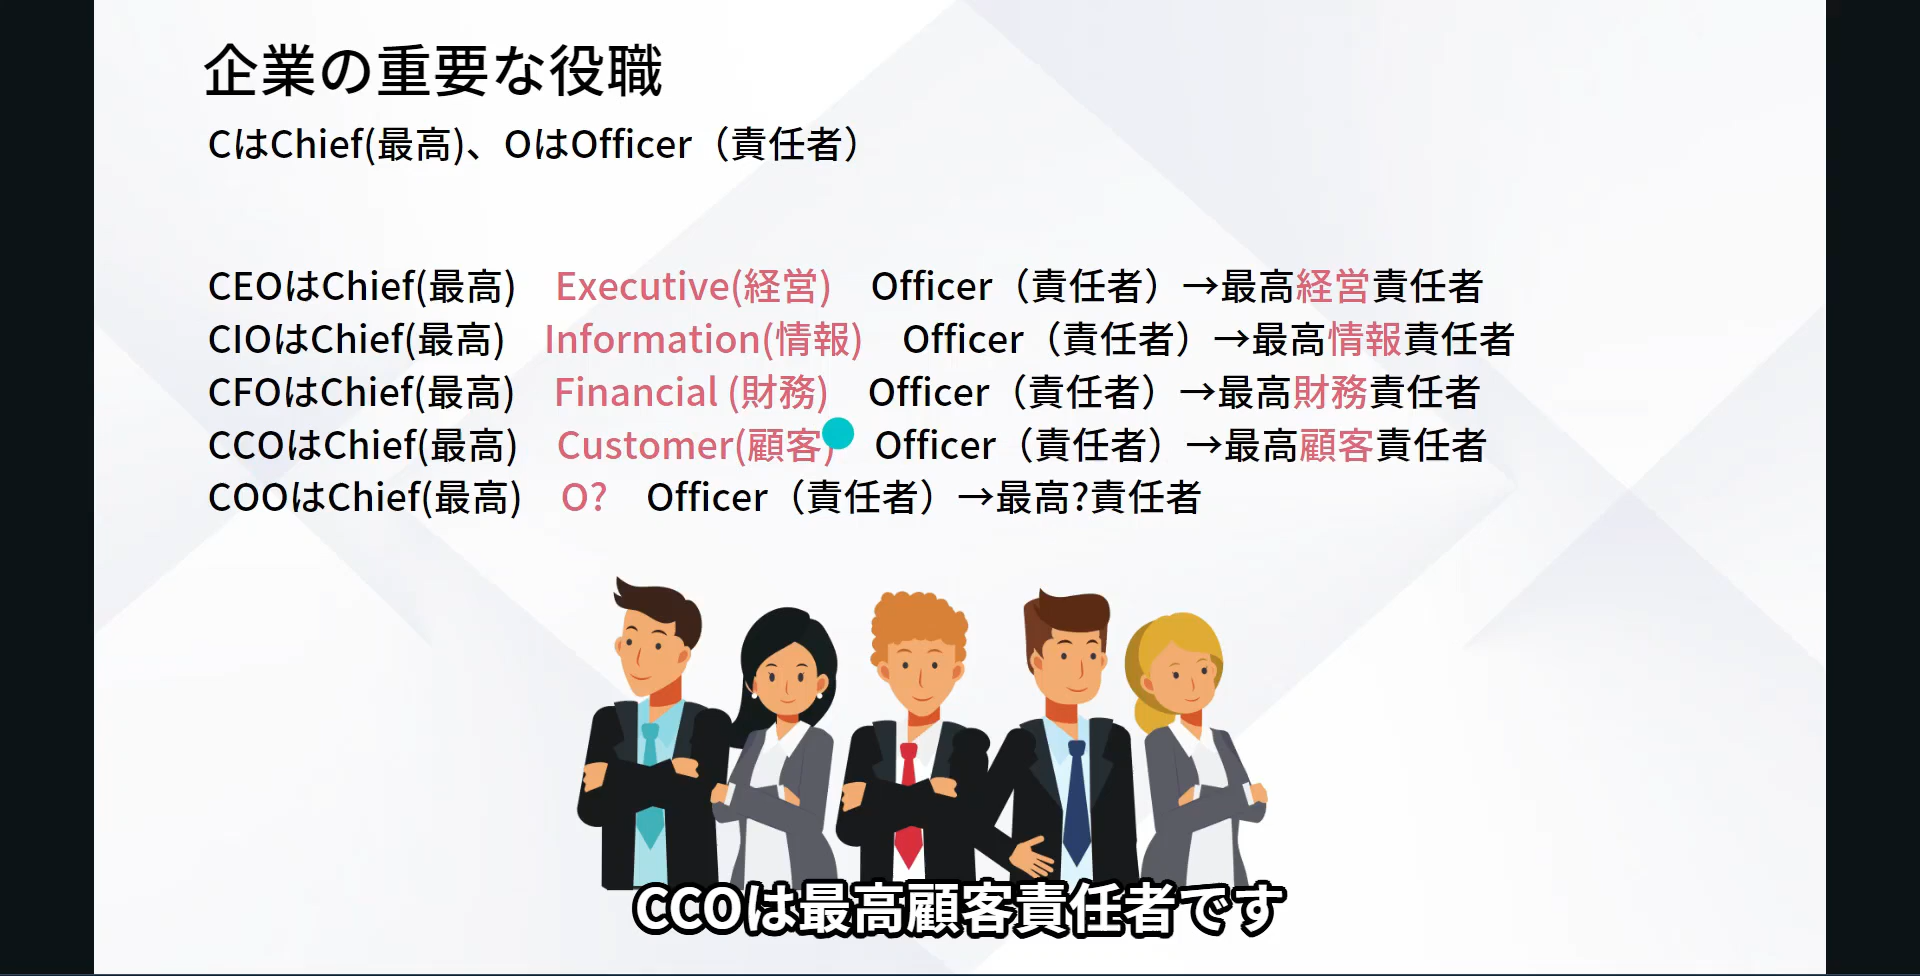 企業の重要な役職
CはChief(最高)、OはOfficer（責任者）
CEOはChief(最高)　Executive(経営)　Officer（責任者）→最高経営責任者
CIOはChief(最高)　Information(情報)　Officer（責任者）→最高情報責任者
CFOはChief(最高)　Financial (財務)　Officer（責任者）→最高財務責任者
CCOはChief(最高)　Customer(顧客)　Officer（責任者）→最高顧客責任者
COOはChief(最高)　O?　Officer（責任者）→最高?責任者
CCOは最高顧客責任者です